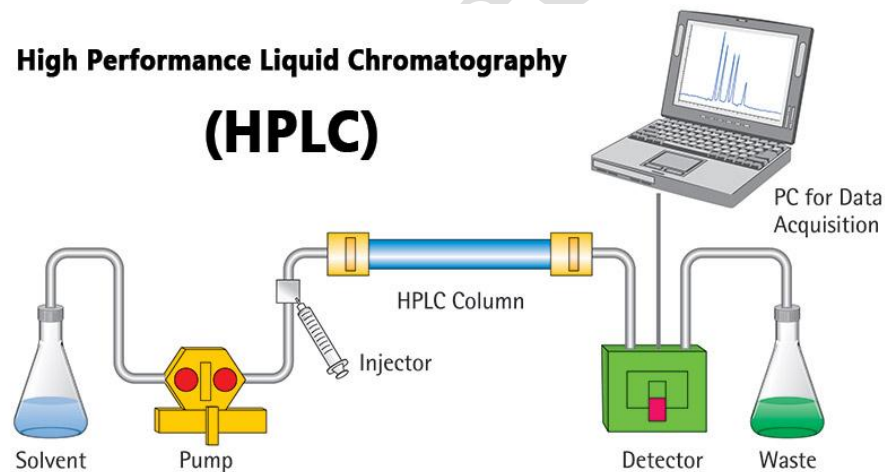 High Performance Liquid Chromatography
(HPLC)
PC for Data
Acquisition
HPLC Column
Injector
Solvent
Pump
Detector
Waste